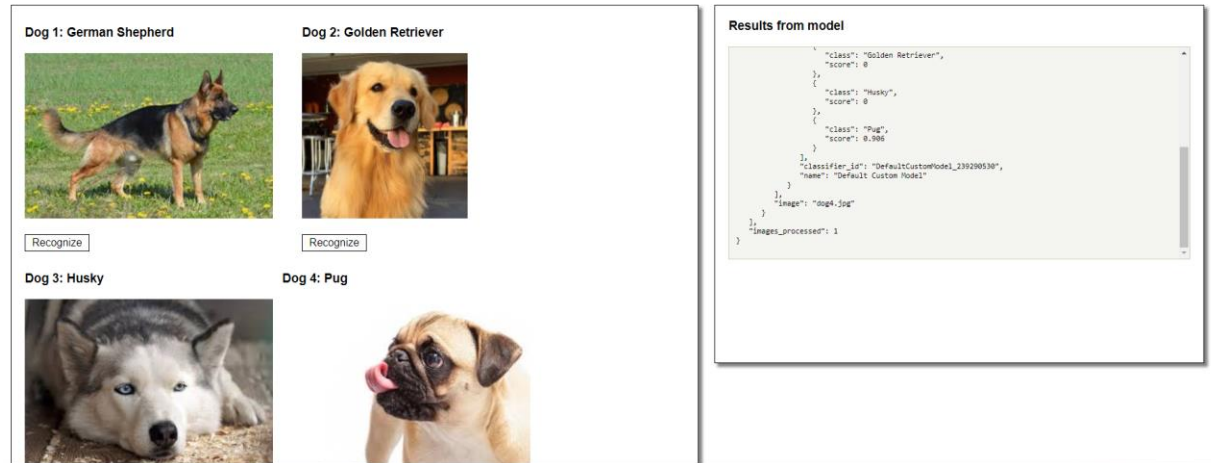 Dog 1: German Shepherd
Dog 2: Golden Retriever
Recognize
Recognize
Dog 3: Husky
Dog 4: Pug
Results from model
{
"class": "Golden Retriever",
"score": 0
},
{
"class": "Husky",
"score": 0
},
{
"class": "Pug",
"score": 0.906
}
],
"classifier_id": "DefaultCustomModel_239290530",
"name": "Default Custom Model"
}
],
"image": "dog4.jpg"
}
],
"images_processed": 1
}